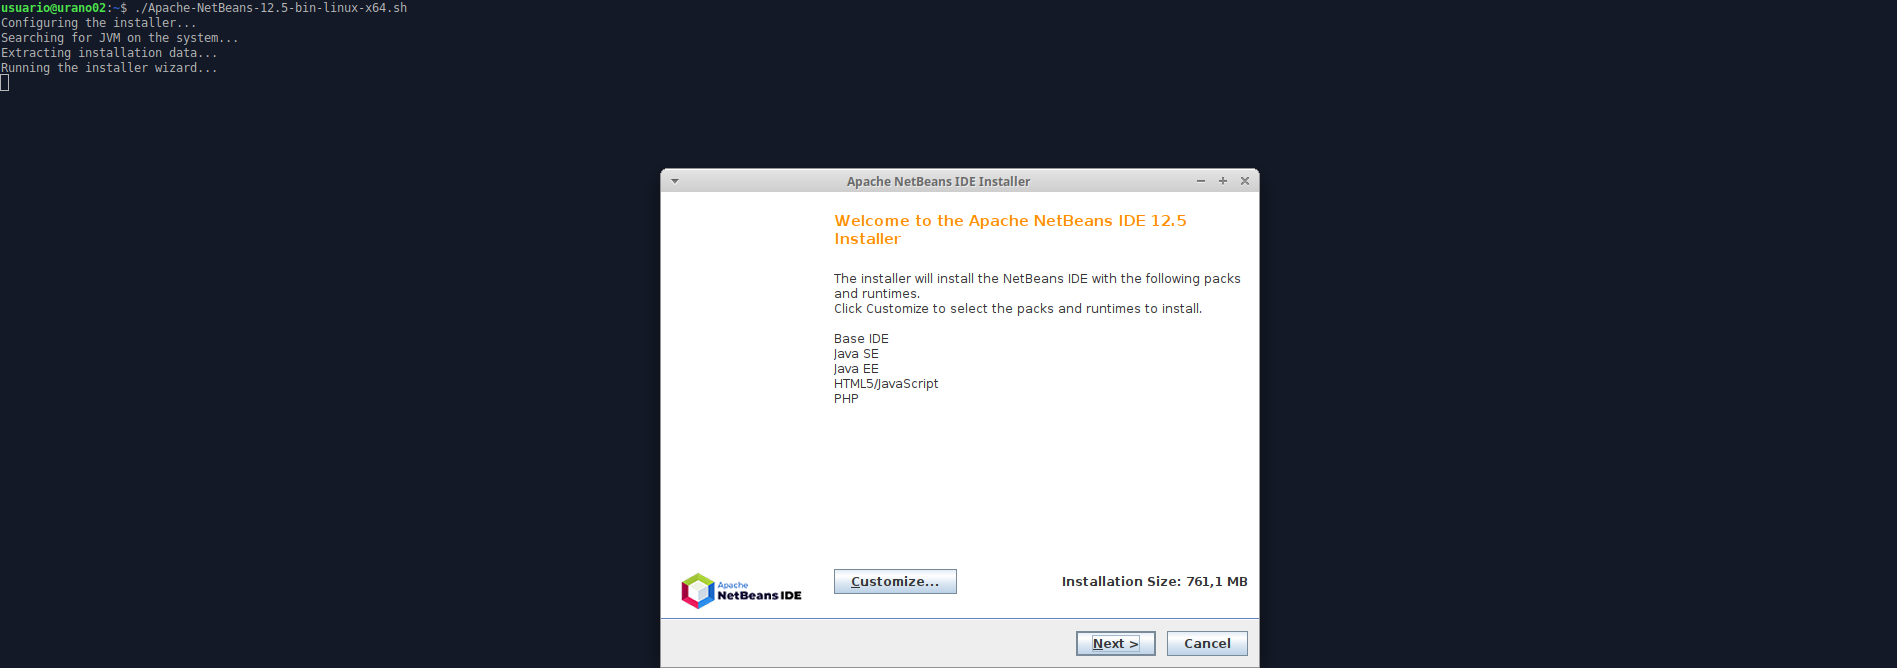 usuario@urano02:~$ ./Apache-NetBeans-12.5-bin-linux-x64.sh
Configuring the installer...
Searching for JVM on the system...
Extracting installation data...
Running the installer wizard...
Apache NetBeans IDE Installer
Welcome to the Apache NetBeans IDE 12.5
Installer
The installer will install the NetBeans IDE with the following packs
and runtimes.
Click Customize to select the packs and runtimes to install.
Base IDE
Java SE
Java EE
HTML5/JavaScript
PHP
Apache
NetBeans IDE
Customize...
Installation Size: 761,1 MB
Next >
Cancel